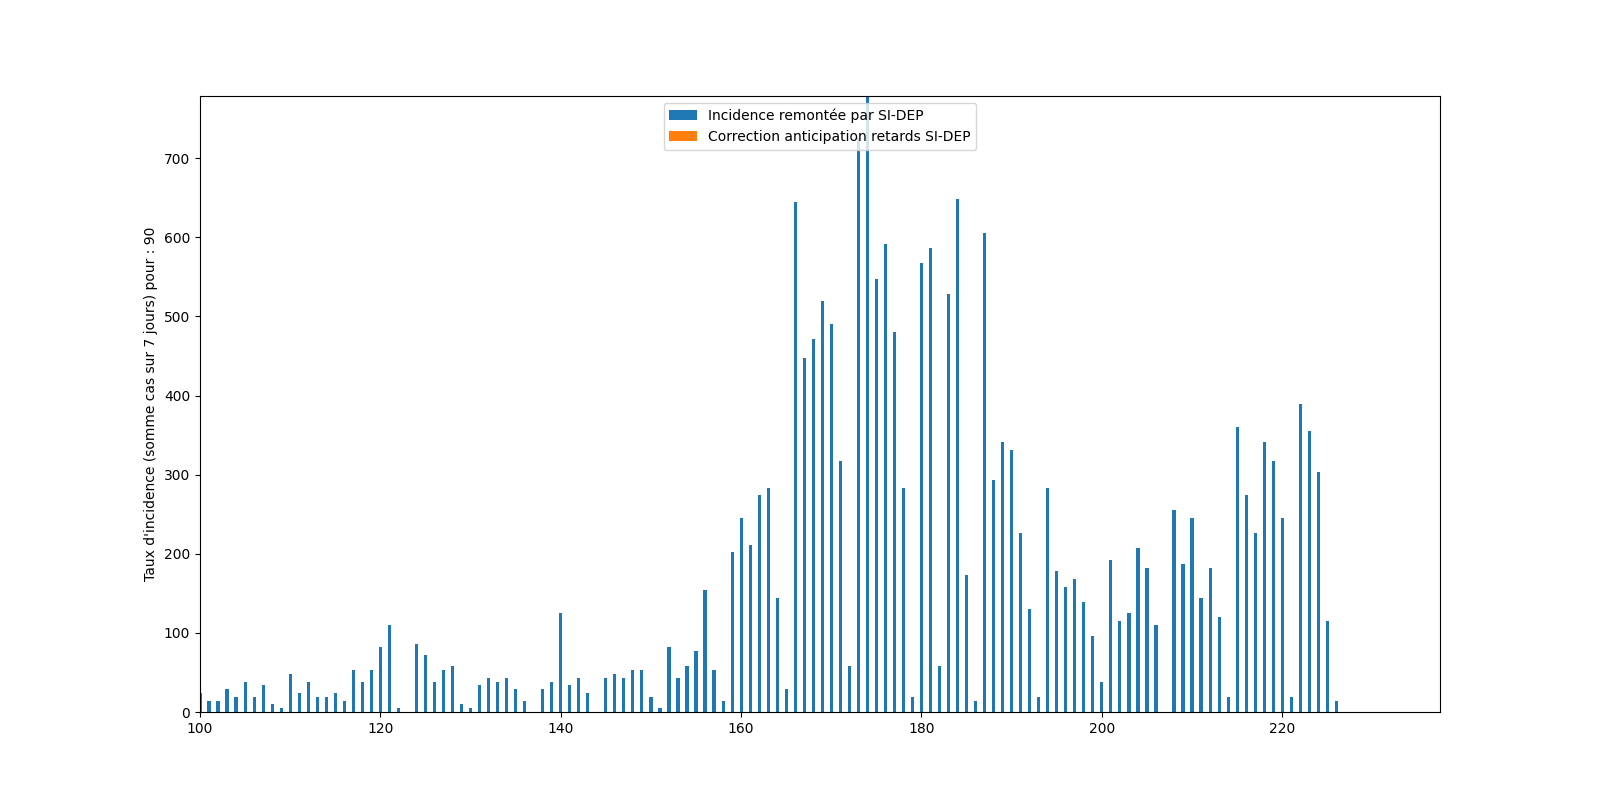 Incidence remontée par SI-DEP
Correction anticipation retards SI-DEP
Taux d'incidence (somme cas sur 7 jours) pour : 90
700
600
500
400
300
200
100
0
100 120 140 160 180 200 220